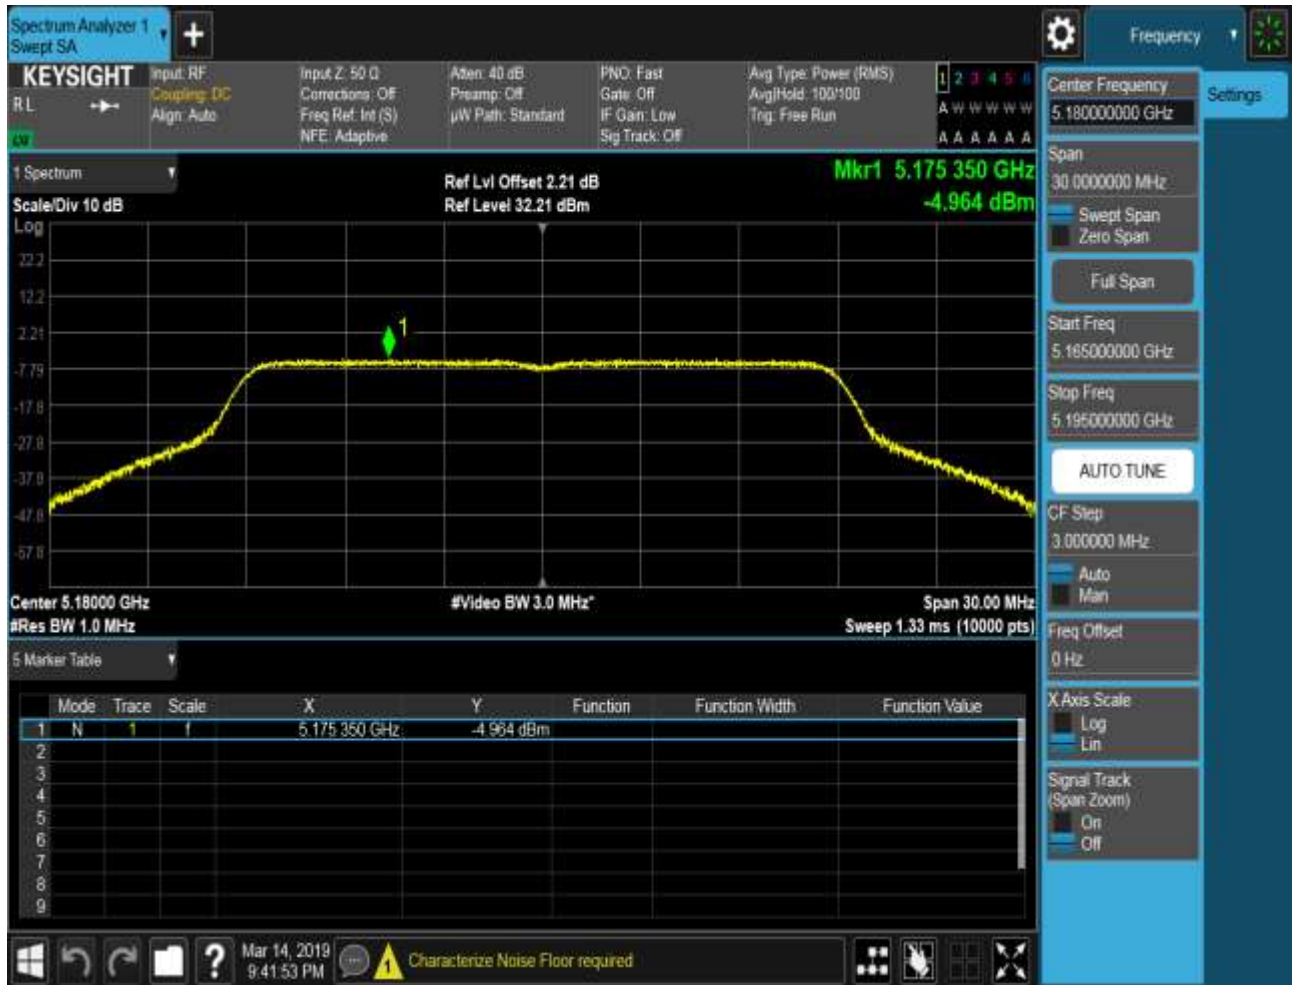 Spectrum Analyzer 1
Swept SA
Frequency
KEYSIGHT
RL
Input: RF
Coupling: DC
Align: Auto
Input Z: 50 Ω
Corrections: Off
Freq Ref: Int (S)
NFE: Adaptive
Atten: 40 dB
Preamp: Off
µW Path: Standard
PNO: Fast
Gate: Off
IF Gain: Low
Sig Track: Off
Avg Type: Power (RMS)
Avg|Hold: 100/100
Trig: Free Run
1 2 3 4 5 6
A W W W W W
A A A A A A
1 Spectrum
Scale/Div 10 dB
Log
Ref Lvl Offset 2.21 dB
Ref Level 32.21 dBm
Mkr1 5.175 350 GHz
-4.964 dBm
22.2
12.2
2.21
-7.79
-17.8
-27.8
-37.8
-47.8
-57.8
1
Center 5.18000 GHz
#Res BW 1.0 MHz
#Video BW 3.0 MHz*
Span 30.00 MHz
Sweep 1.33 ms (10000 pts)
5 Marker Table
Mode Trace Scale X Y Function Function Width Function Value
1 N 1 f 5.175 350 GHz -4.964 dBm
2
3
4
5
6
7
8
9
Mar 14, 2019
9:41:53 PM
?
1
Characterize Noise Floor required
Center Frequency
5.180000000 GHz
Settings
Span
30.0000000 MHz
Swept Span
Zero Span
Full Span
Start Freq
5.165000000 GHz
Stop Freq
5.195000000 GHz
AUTO TUNE
CF Step
3.000000 MHz
Auto
Man
Freq Offset
0 Hz
X Axis Scale
Log
Lin
Signal Track
(Span Zoom)
On
Off